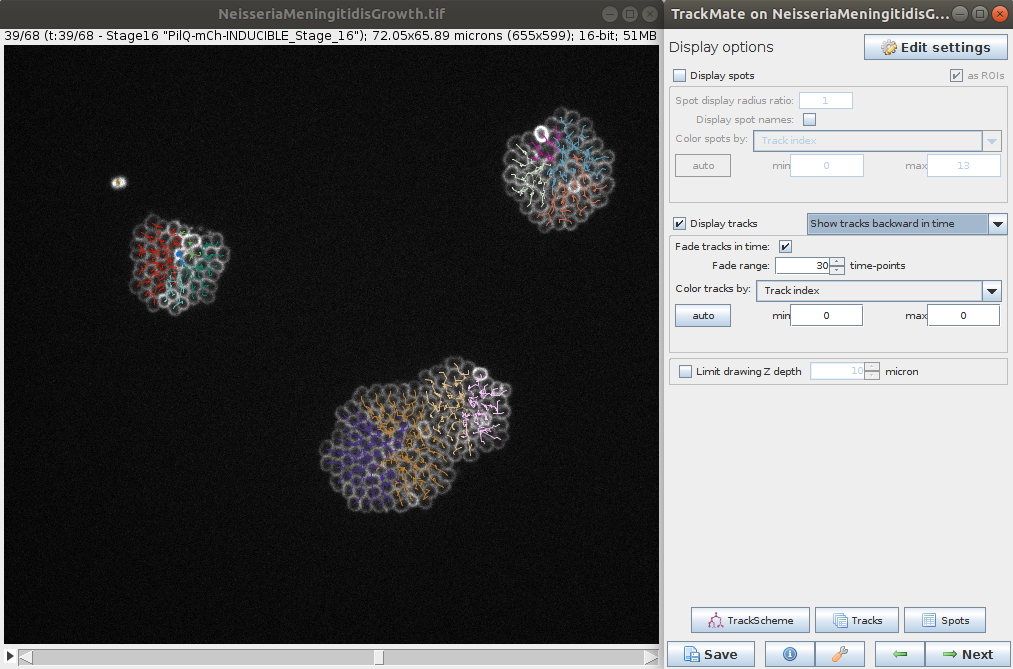 NeisseriaMeningitidisGrowth.tif
39/68 (t:39/68 - Stage16 "PilQ-mCh-INDUCIBLE_Stage_16"); 72.05x65.89 microns (655x599); 16-bit; 51MB
TrackMate on NeisseriaMeningitidisG...
Display options
Edit settings
Display spots
as ROIs
Spot display radius ratio: 1
Display spot names:
Color spots by: Track index
auto min 0 max 13
Display tracks
Show tracks backward in time
Fade tracks in time:
Fade range: 30 time-points
Color tracks by: Track index
auto min 0 max 0
Limit drawing Z depth 10 micron
TrackScheme
Tracks
Spots
Save
Next